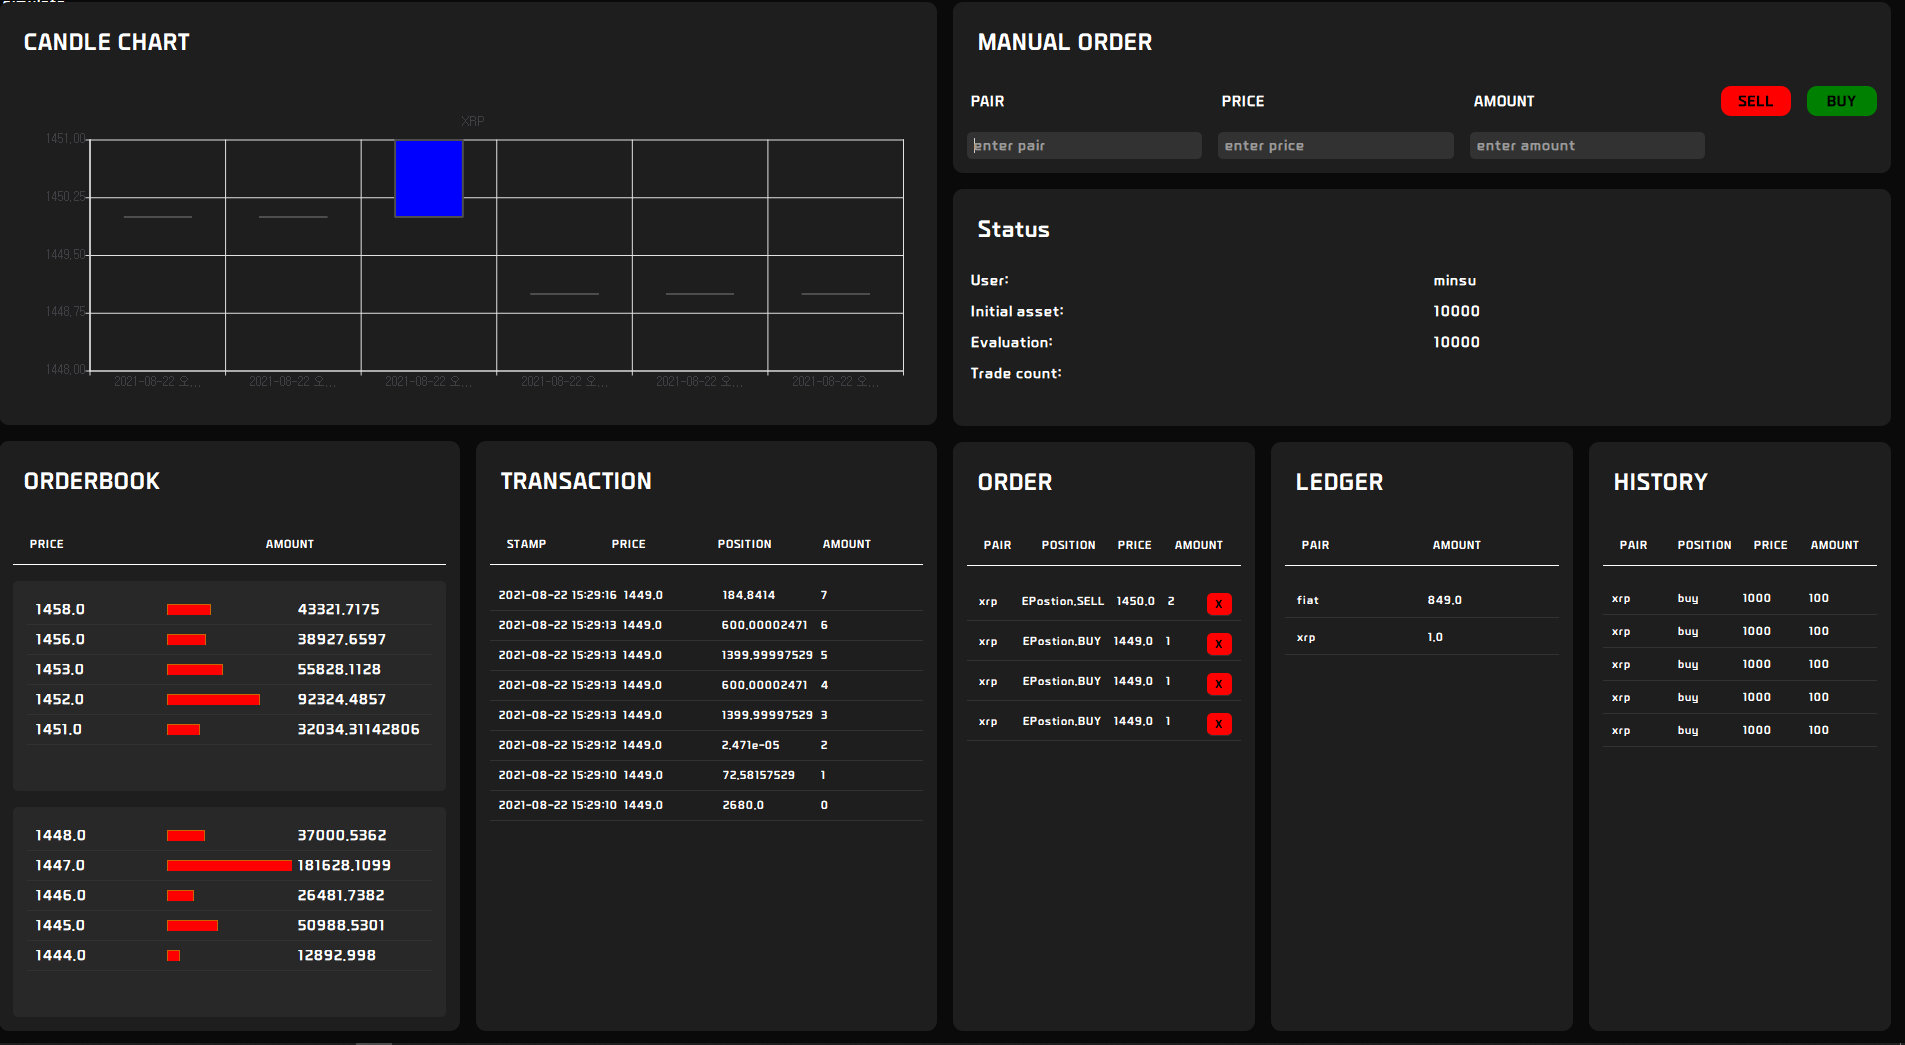 CANDLE CHART
XRP
1451,00
1450,25
1449,50
1448,75
1448,00
2021-08-22 오... 2021-08-22 오... 2021-08-22 오... 2021-08-22 오... 2021-08-22 오... 2021-08-22 오...
MANUAL ORDER
PAIR PRICE AMOUNT SELL BUY
enter pair enter price enter amount
Status
User: minsu
Initial asset: 10000
Evaluation: 10000
Trade count:
ORDERBOOK
PRICE AMOUNT
1458.0 43321.7175
1456.0 38927.6597
1453.0 55828.1128
1452.0 92324.4857
1451.0 32034.31142806
1448.0 37000.5362
1447.0 181628.1099
1446.0 26481.7382
1445.0 50988.5301
1444.0 12892.998
TRANSACTION
STAMP PRICE POSITION AMOUNT
2021-08-22 15:29:16 1449.0 184.8414 7
2021-08-22 15:29:13 1449.0 600.00002471 6
2021-08-22 15:29:13 1449.0 1399.99997529 5
2021-08-22 15:29:13 1449.0 600.00002471 4
2021-08-22 15:29:13 1449.0 1399.99997529 3
2021-08-22 15:29:12 1449.0 2.471e-05 2
2021-08-22 15:29:10 1449.0 72.58157529 1
2021-08-22 15:29:10 1449.0 2680.0 0
ORDER
PAIR POSITION PRICE AMOUNT
xrp EPostion.SELL 1450.0 2 X
xrp EPostion.BUY 1449.0 1 X
xrp EPostion.BUY 1449.0 1 X
xrp EPostion.BUY 1449.0 1 X
LEDGER
PAIR AMOUNT
fiat 849.0
xrp 1.0
HISTORY
PAIR POSITION PRICE AMOUNT
xrp buy 1000 100
xrp buy 1000 100
xrp buy 1000 100
xrp buy 1000 100
xrp buy 1000 100